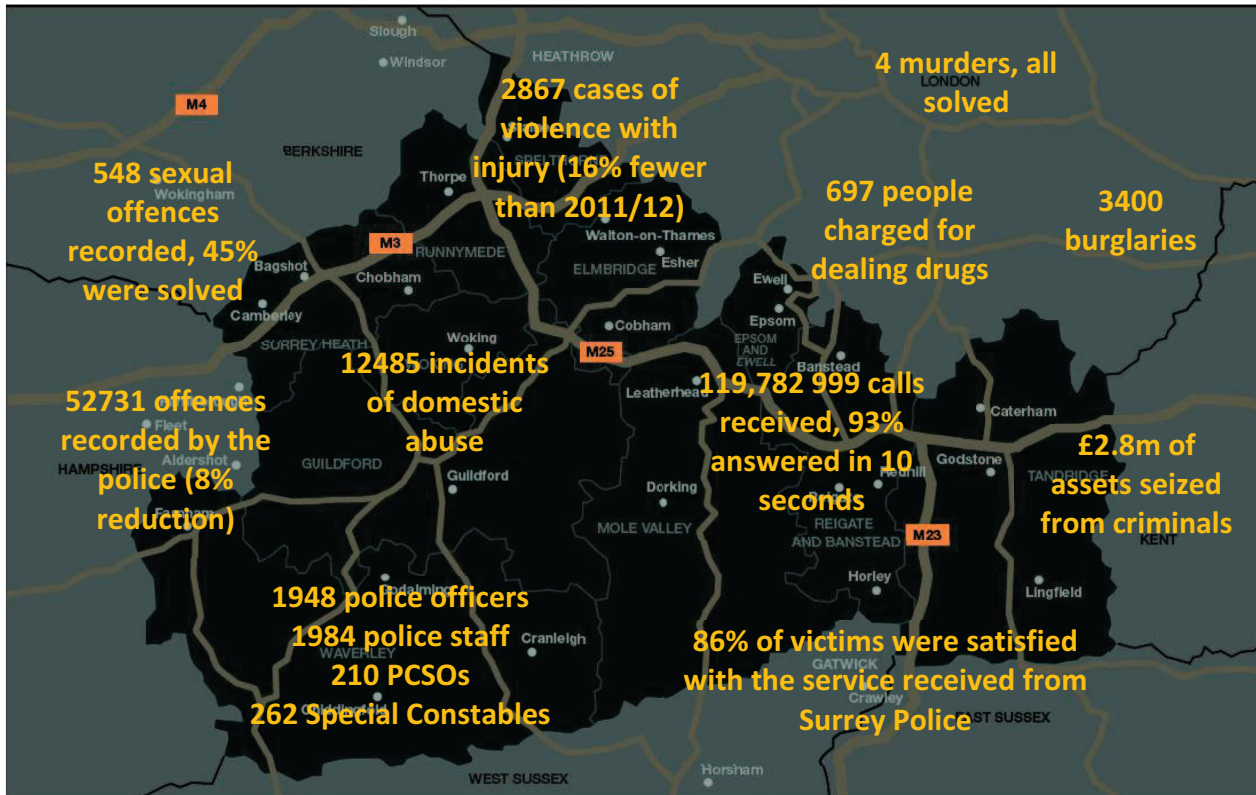 Slough
Windsor
HEATHROW
4 murders, all
LONDON
solved
M4
2867 cases of
violence with
injury (16% fewer
than 2011/12)
BERKSHIRE
Thorpe
548 sexual
Wokingham
offences
recorded, 45%
were solved
697 people
charged for
dealing drugs
3400
burglaries
M3
RUNNYMEDE
Walton-on-Thames
Esher
ELMBRIDGE
Bagshot
Chobham
Camberley
Ewell
Epsom
EPSOM
AND
EWELL
Cobham
Woking
SURREY HEATH
M25
Banstead
12485 incidents
of domestic
abuse
Leatherhead
119,782 999 calls
received, 93%
answered in 10
seconds
Caterham
52731 offences
recorded by the
police (8%
reduction)
Fleet
Aldershot
HAMPSHIRE
GUILDFORD
Guildford
Godstone
TANDRIDGE
£2.8m of
assets seized
from criminals
Dorking
MOLE VALLEY
REIGATE
AND BANSTEAD
M23
KENT
Horley
Lingfield
Godalming
1948 police officers
1984 police staff
210 PCSOs
262 Special Constables
WAVERLEY
Cranleigh
86% of victims were satisfied
with the service received from
Surrey Police
GATWICK
Crawley
EAST SUSSEX
WEST SUSSEX
Horsham